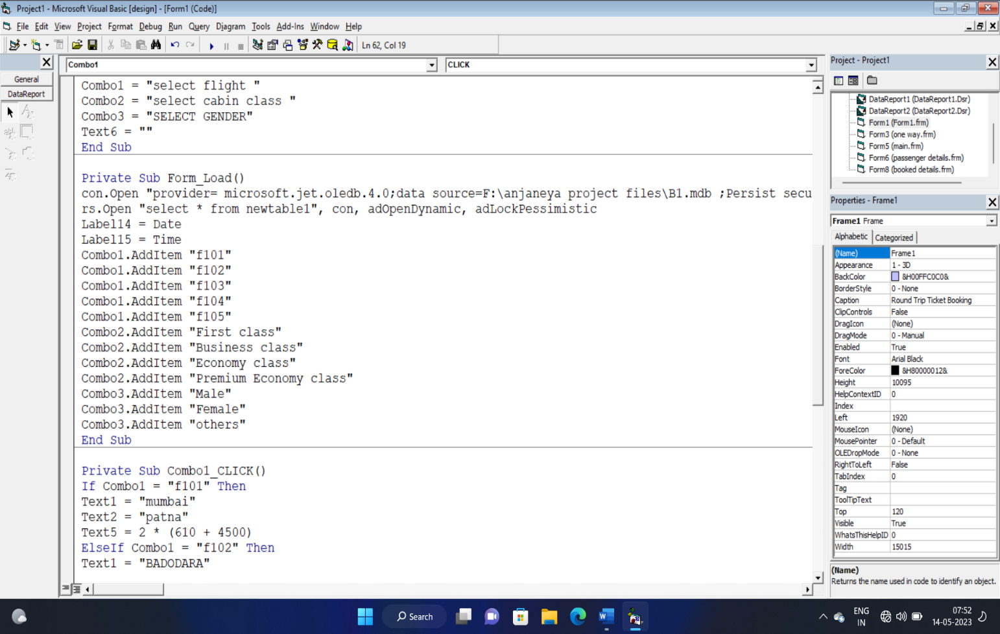 Project1 - Microsoft Visual Basic [design] - [Form1 (Code)]
File Edit View Project Format Debug Run Query Diagram Tools Add-Ins Window Help
Ln 62, Col 19
General
DataReport
Combo1
CLICK
Combo1 = "select flight "
Combo2 = "select cabin class "
Combo3 = "SELECT GENDER"
Text6 = ""
End Sub
Private Sub Form_Load()
con.Open "provider= microsoft.jet.oledb.4.0;data source=F:\anjaneya project files\B1.mdb ;Persist secu
rs.Open "select * from newtable1", con, adOpenDynamic, adLockPessimistic
Label14 = Date
Label15 = Time
Combo1.AddItem "f101"
Combo1.AddItem "f102"
Combo1.AddItem "f103"
Combo1.AddItem "f104"
Combo1.AddItem "f105"
Combo2.AddItem "First class"
Combo2.AddItem "Business class"
Combo2.AddItem "Economy class"
Combo2.AddItem "Premium Economy class"
Combo3.AddItem "Male"
Combo3.AddItem "Female"
Combo3.AddItem "others"
End Sub
Private Sub Combo1_CLICK()
If Combo1 = "f101" Then
Text1 = "mumbai"
Text2 = "patna"
Text5 = 2 * (610 + 4500)
ElseIf Combo1 = "f102" Then
Text1 = "BADODARA"
Project - Project1
DataReport1 (DataReport1.Dsr)
DataReport2 (DataReport2.Dsr)
Form1 (Form1.frm)
Form3 (one way.frm)
Form5 (main.frm)
Form6 (passenger details.frm)
Form8 (booked details.frm)
Properties - Frame1
Frame1 Frame
Alphabetic Categorized
(Name) Frame1
Appearance 1 - 3D
BackColor &H00FFC0C0&
BorderStyle 0 - None
Caption Round Trip Ticket Booking
ClipControls False
DragIcon (None)
DragMode 0 - Manual
Enabled True
Font Arial Black
ForeColor &H80000012&
Height 10095
HelpContextID 0
Index
Left 1920
MouseIcon (None)
MousePointer 0 - Default
OLEDropMode 0 - None
RightToLeft False
TabIndex 0
Tag
ToolTipText
Top 120
Visible True
WhatsThisHelpID 0
Width 15015
(Name)
Returns the name used in code to identify an object.
Search
ENG
IN
07:52
14-05-2023